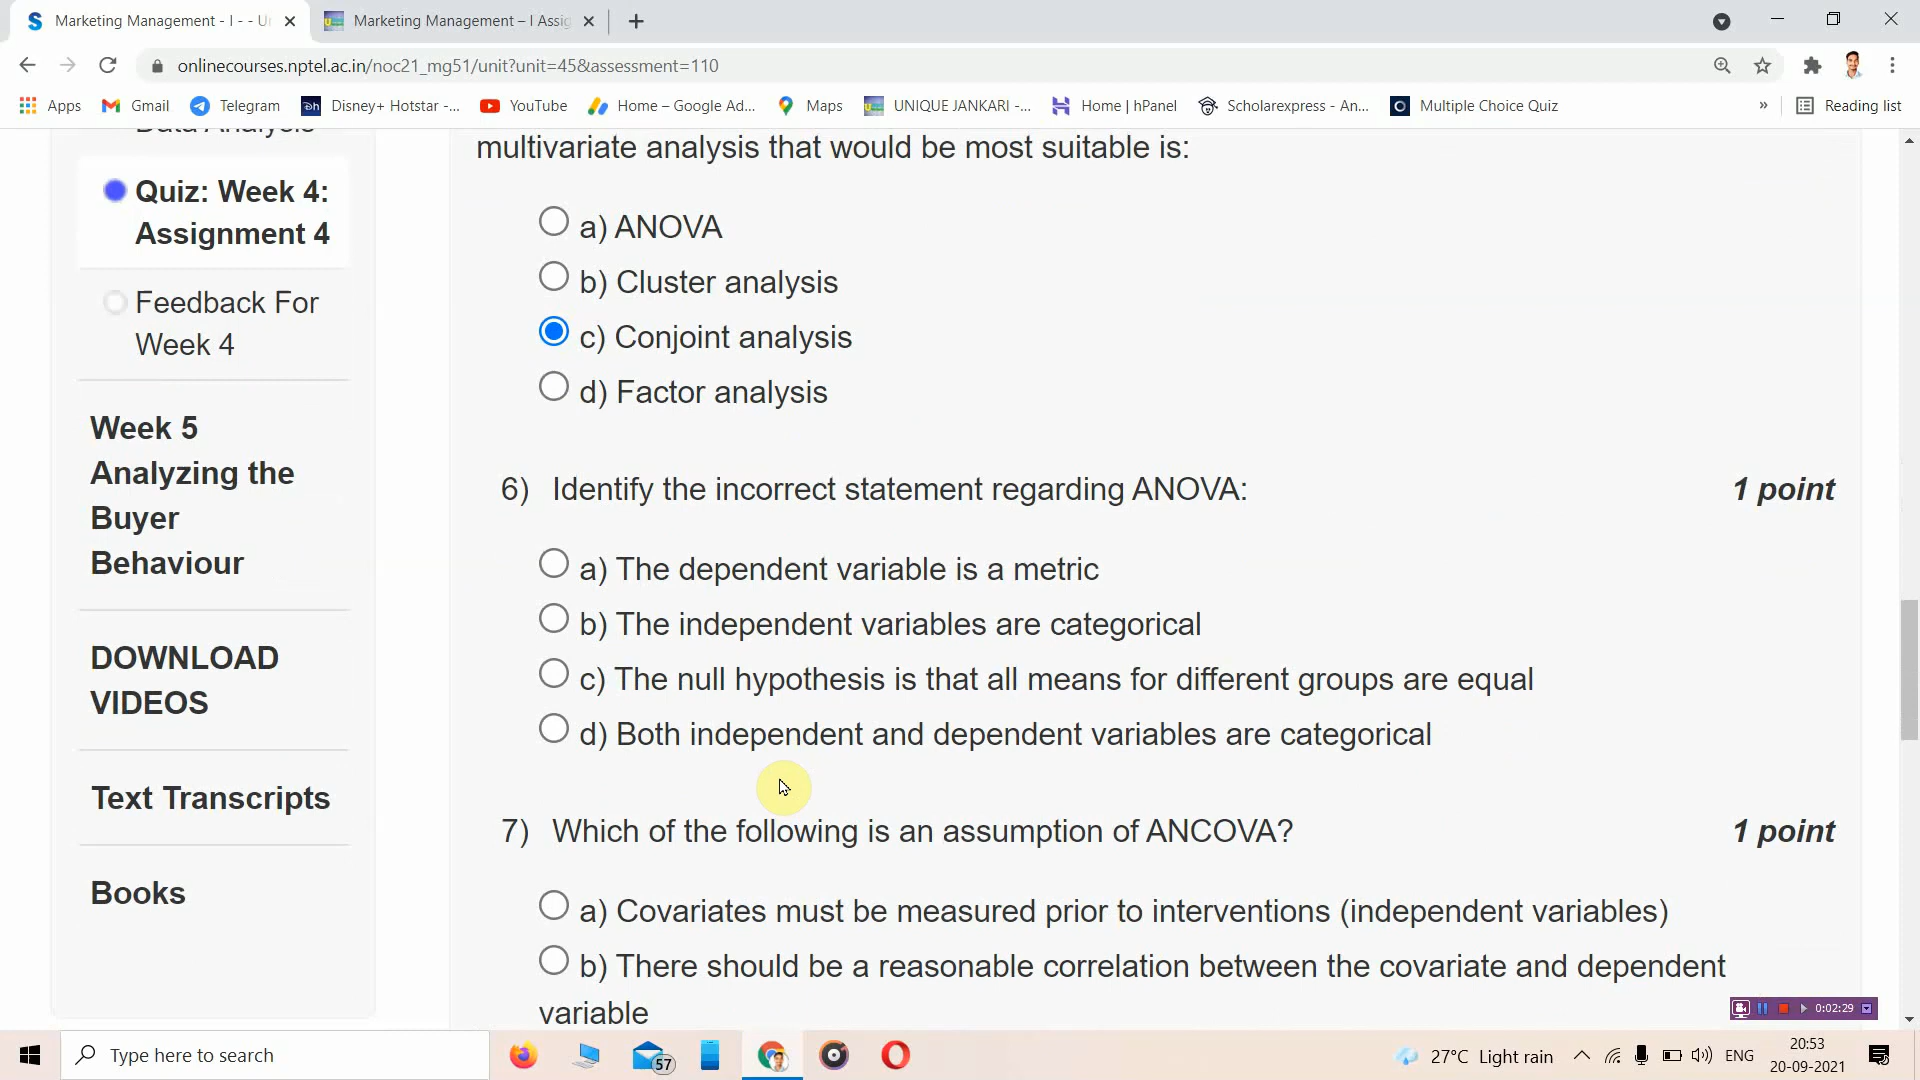 Marketing Management - I - - Un
Marketing Management – I Assig
onlinecourses.nptel.ac.in/noc21_mg51/unit?unit=45&assessment=110
Apps
Gmail
Telegram
Disney+ Hotstar -...
YouTube
Home – Google Ad...
Maps
UNIQUE JANKARI -...
Home | hPanel
Scholarexpress - An...
Multiple Choice Quiz
»
Reading list
Data Analysis
Quiz: Week 4:
Assignment 4
Feedback For
Week 4
Week 5
Analyzing the
Buyer
Behaviour
DOWNLOAD
VIDEOS
Text Transcripts
Books
multivariate analysis that would be most suitable is:
a) ANOVA
b) Cluster analysis
c) Conjoint analysis
d) Factor analysis
6) Identify the incorrect statement regarding ANOVA: 1 point
a) The dependent variable is a metric
b) The independent variables are categorical
c) The null hypothesis is that all means for different groups are equal
d) Both independent and dependent variables are categorical
7) Which of the following is an assumption of ANCOVA? 1 point
a) Covariates must be measured prior to interventions (independent variables)
b) There should be a reasonable correlation between the covariate and dependent
variable
0:02:29
Type here to search
57
27°C Light rain
ENG
20:53
20-09-2021